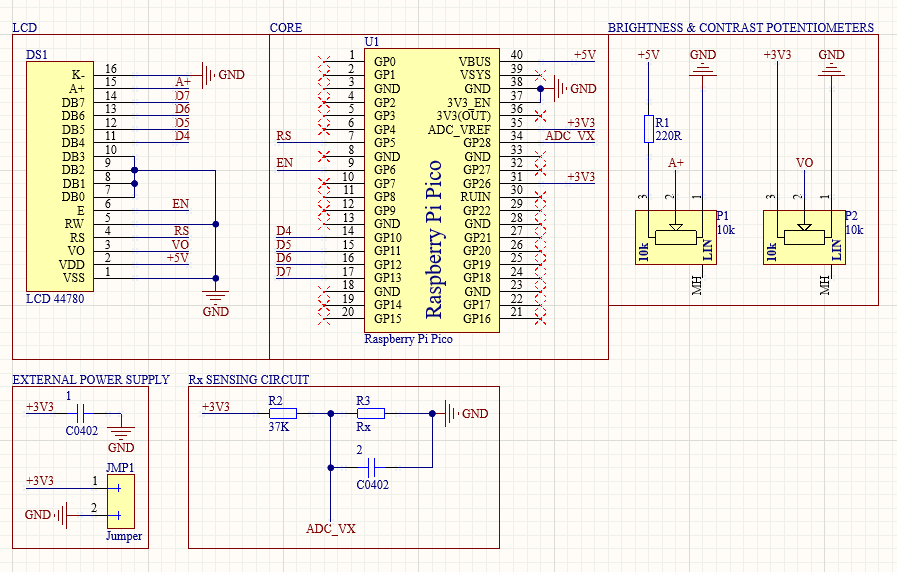 LCD
DS1
K- 16 GND
A+ 15 A+
DB7 14 D7
DB6 13 D6
DB5 12 D5
DB4 11 D4
DB3 10
DB2 9
DB1 8
DB0 7
E 6 EN
RW 5
RS 4 RS
VO 3 VO
VDD 2 +5V
VSS 1
LCD 44780
GND
CORE
U1
1 GP0 VBUS 40 +5V
2 GP1 VSYS 39
3 GND GND 38 GND
4 GP2 3V3_EN 37
5 GP3 3V3(OUT) 36
6 GP4 ADC_VREF 35 +3V3
RS 7 GP5 GP28 34 ADC_VX
8 GND GND 33
EN 9 GP6 GP27 32
10 GP7 GP26 31 +3V3
11 GP8 RUIN 30
12 GP9 GP22 29
13 GND GND 28
D4 14 GP10 GP21 27
D5 15 GP11 GP20 26
D6 16 GP12 GP19 25
D7 17 GP13 GP18 24
18 GND GND 23
19 GP14 GP17 22
20 GP15 GP16 21
Raspberry Pi Pico
Raspberry Pi Pico
BRIGHTNESS & CONTRAST POTENTIOMETERS
+5V GND +3V3 GND
R1
220R
A+ VO
3 2 1 3 2 1
P1
10k
10k LIN
MH
P2
10k
10k LIN
MH
EXTERNAL POWER SUPPLY
+3V3 1
C0402
GND
JMP1
+3V3 1
GND 2
Jumper
Rx SENSING CIRCUIT
+3V3 R2 R3 GND
37K Rx
2
C0402
ADC_VX